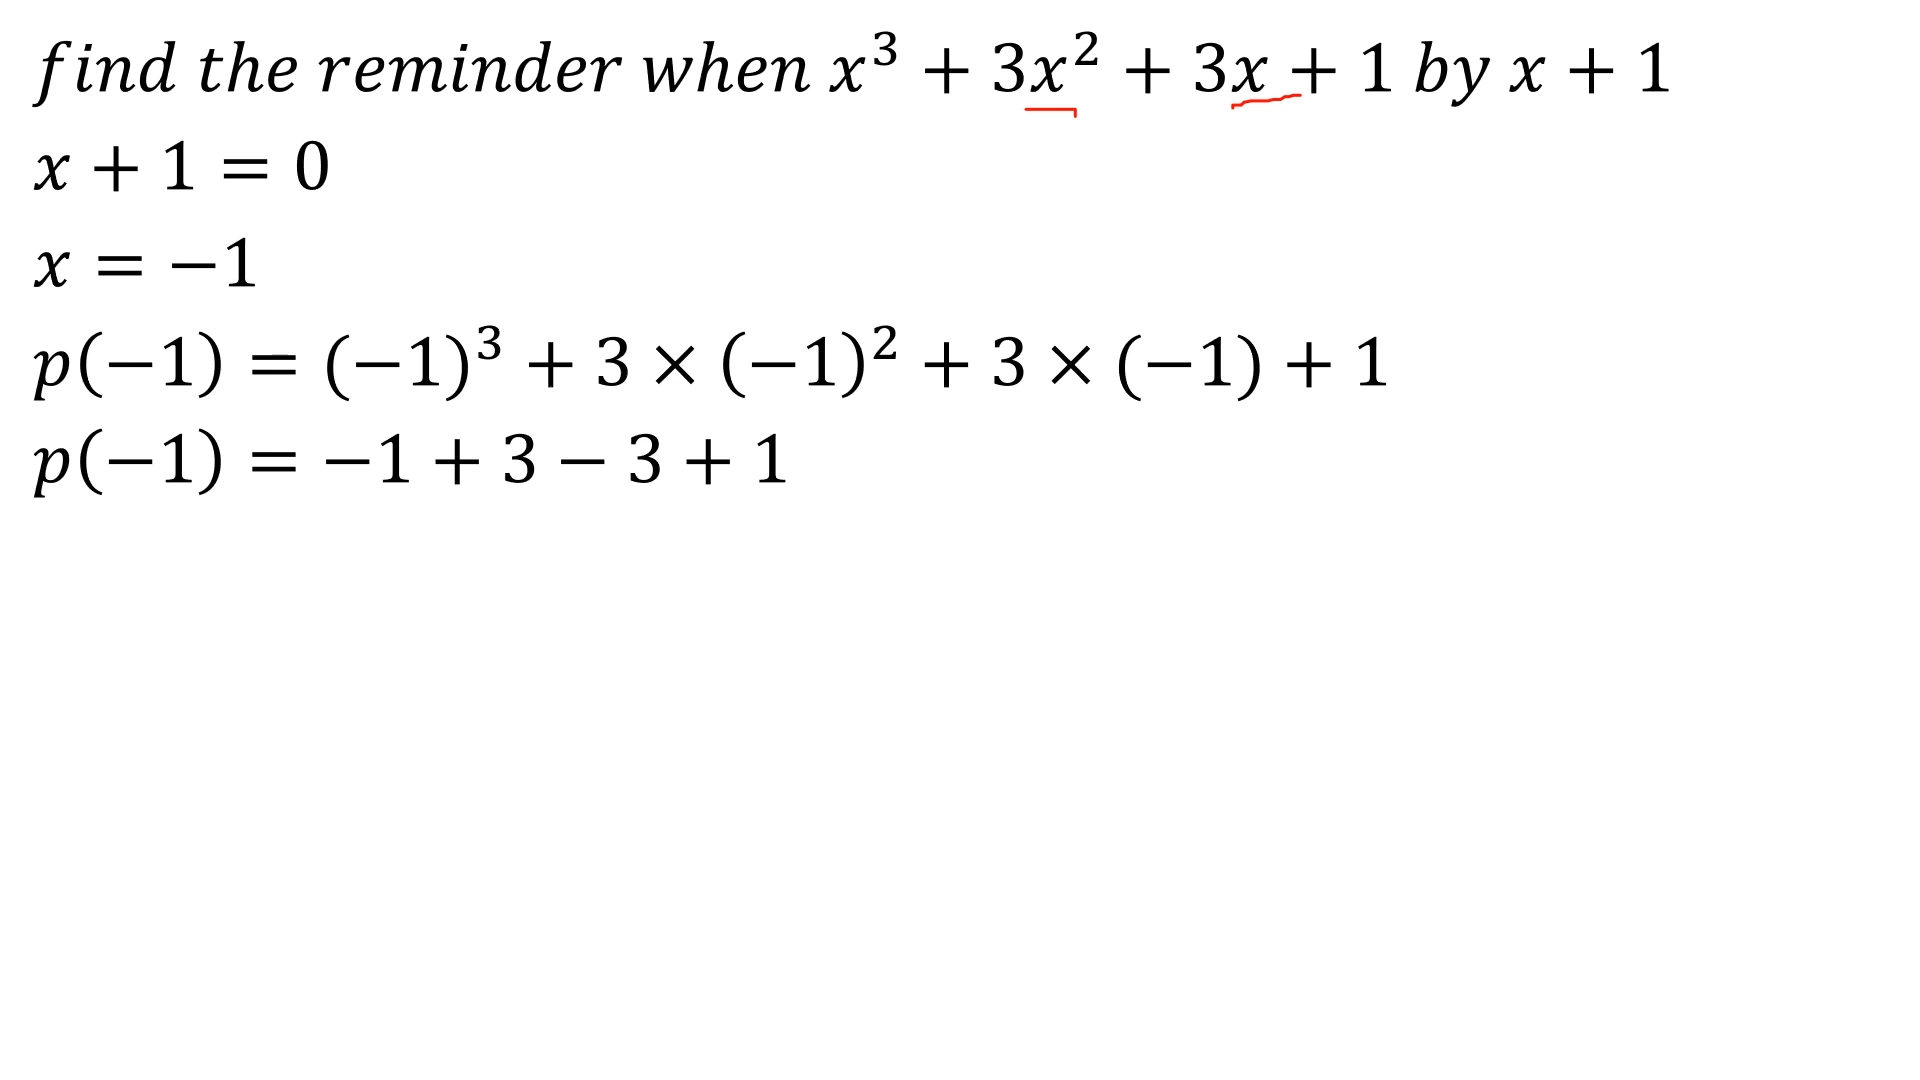 find the reminder when x³ + 3x² + 3x + 1 by x + 1
x + 1 = 0
x = −1
p(−1) = (−1)³ + 3 × (−1)² + 3 × (−1) + 1
p(−1) = −1 + 3 − 3 + 1